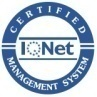 CERTIFIED
IQNet
MANAGEMENT SYSTEM